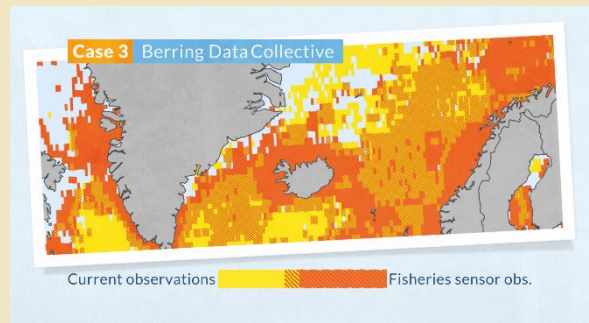 Case 3 Berring Data Collective
Current observations Fisheries sensor obs.